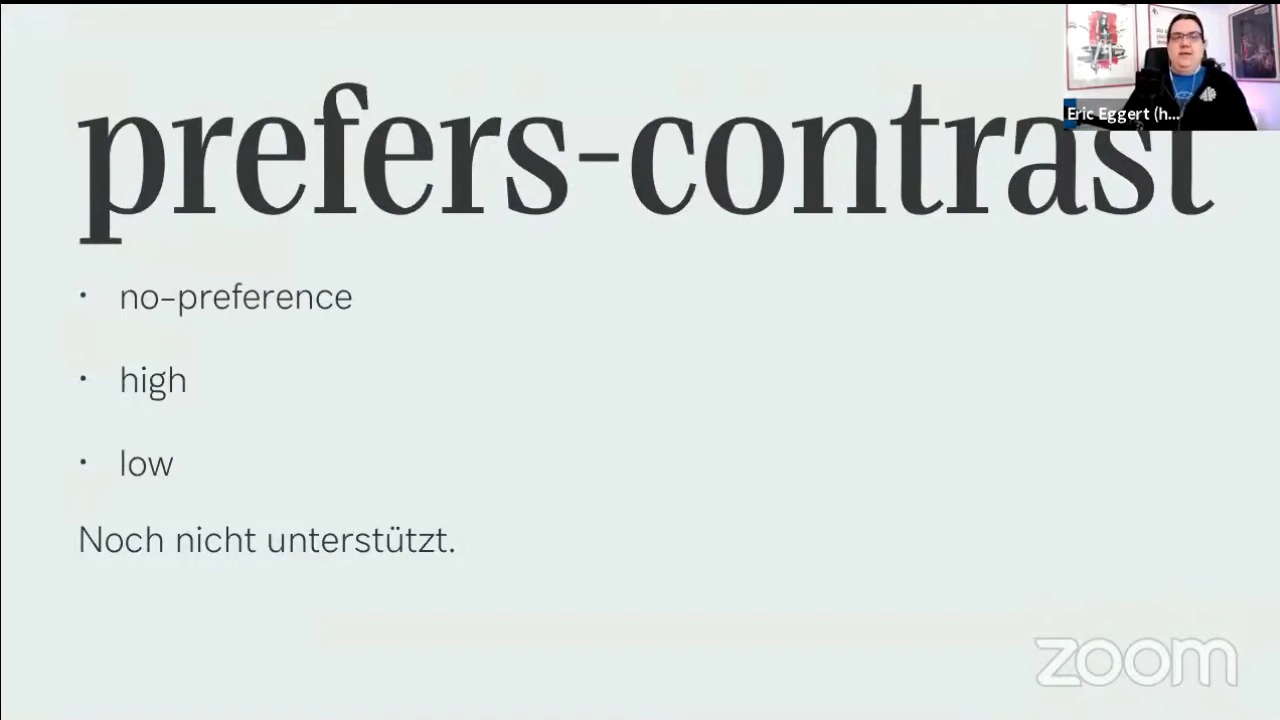 prefers-contrast
Eric Eggert (h...
• no-preference
• high
• low
Noch nicht unterstützt.
zoom